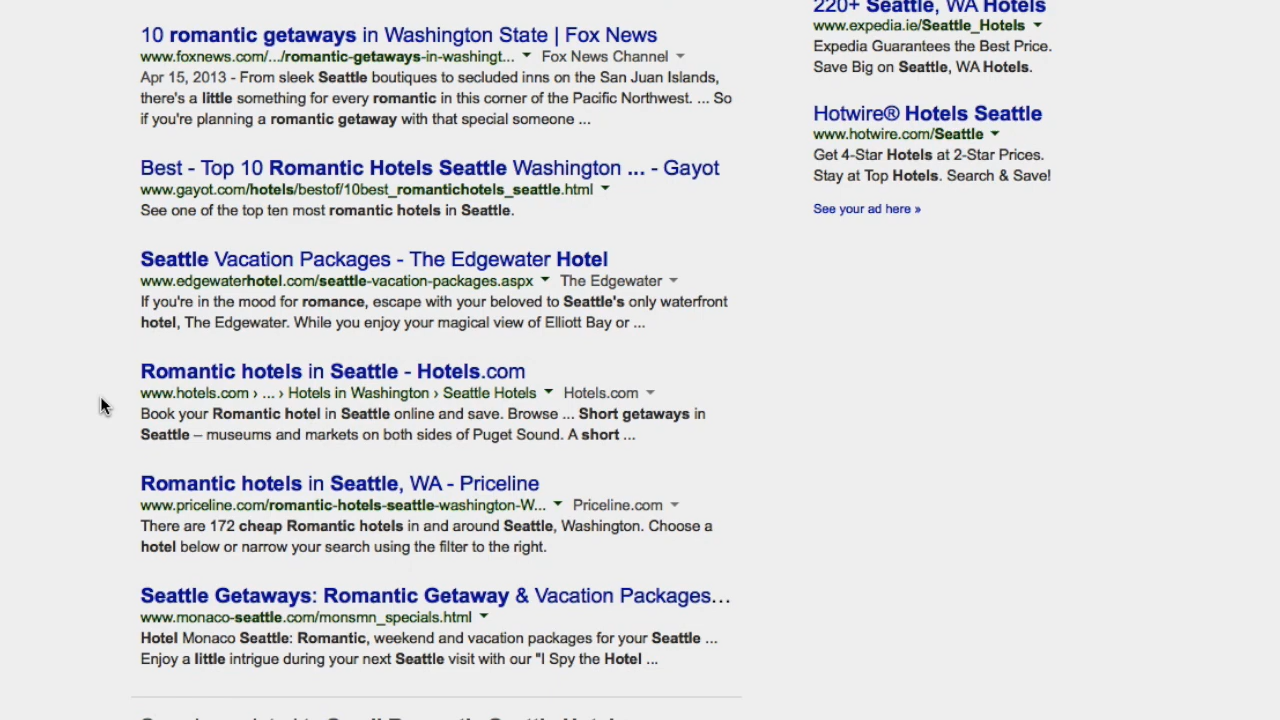 10 romantic getaways in Washington State | Fox News
www.foxnews.com/.../romantic-getaways-in-washingt... Fox News Channel
Apr 15, 2013 - From sleek Seattle boutiques to secluded inns on the San Juan Islands,
there's a little something for every romantic in this corner of the Pacific Northwest. ... So
if you're planning a romantic getaway with that special someone ...
Best - Top 10 Romantic Hotels Seattle Washington ... - Gayot
www.gayot.com/hotels/bestof/10best_romantichotels_seattle.html
See one of the top ten most romantic hotels in Seattle.
Seattle Vacation Packages - The Edgewater Hotel
www.edgewaterhotel.com/seattle-vacation-packages.aspx The Edgewater
If you're in the mood for romance, escape with your beloved to Seattle's only waterfront
hotel, The Edgewater. While you enjoy your magical view of Elliott Bay or ...
Romantic hotels in Seattle - Hotels.com
www.hotels.com › ... › Hotels in Washington › Seattle Hotels Hotels.com
Book your Romantic hotel in Seattle online and save. Browse ... Short getaways in
Seattle – museums and markets on both sides of Puget Sound. A short ...
Romantic hotels in Seattle, WA - Priceline
www.priceline.com/romantic-hotels-seattle-washington-W... Priceline.com
There are 172 cheap Romantic hotels in and around Seattle, Washington. Choose a
hotel below or narrow your search using the filter to the right.
Seattle Getaways: Romantic Getaway & Vacation Packages...
www.monaco-seattle.com/monsmn_specials.html
Hotel Monaco Seattle: Romantic, weekend and vacation packages for your Seattle ...
Enjoy a little intrigue during your next Seattle visit with our "I Spy the Hotel ...
220+ Seattle, WA Hotels
www.expedia.ie/Seattle_Hotels
Expedia Guarantees the Best Price.
Save Big on Seattle, WA Hotels.
Hotwire® Hotels Seattle
www.hotwire.com/Seattle
Get 4-Star Hotels at 2-Star Prices.
Stay at Top Hotels. Search & Save!
See your ad here »